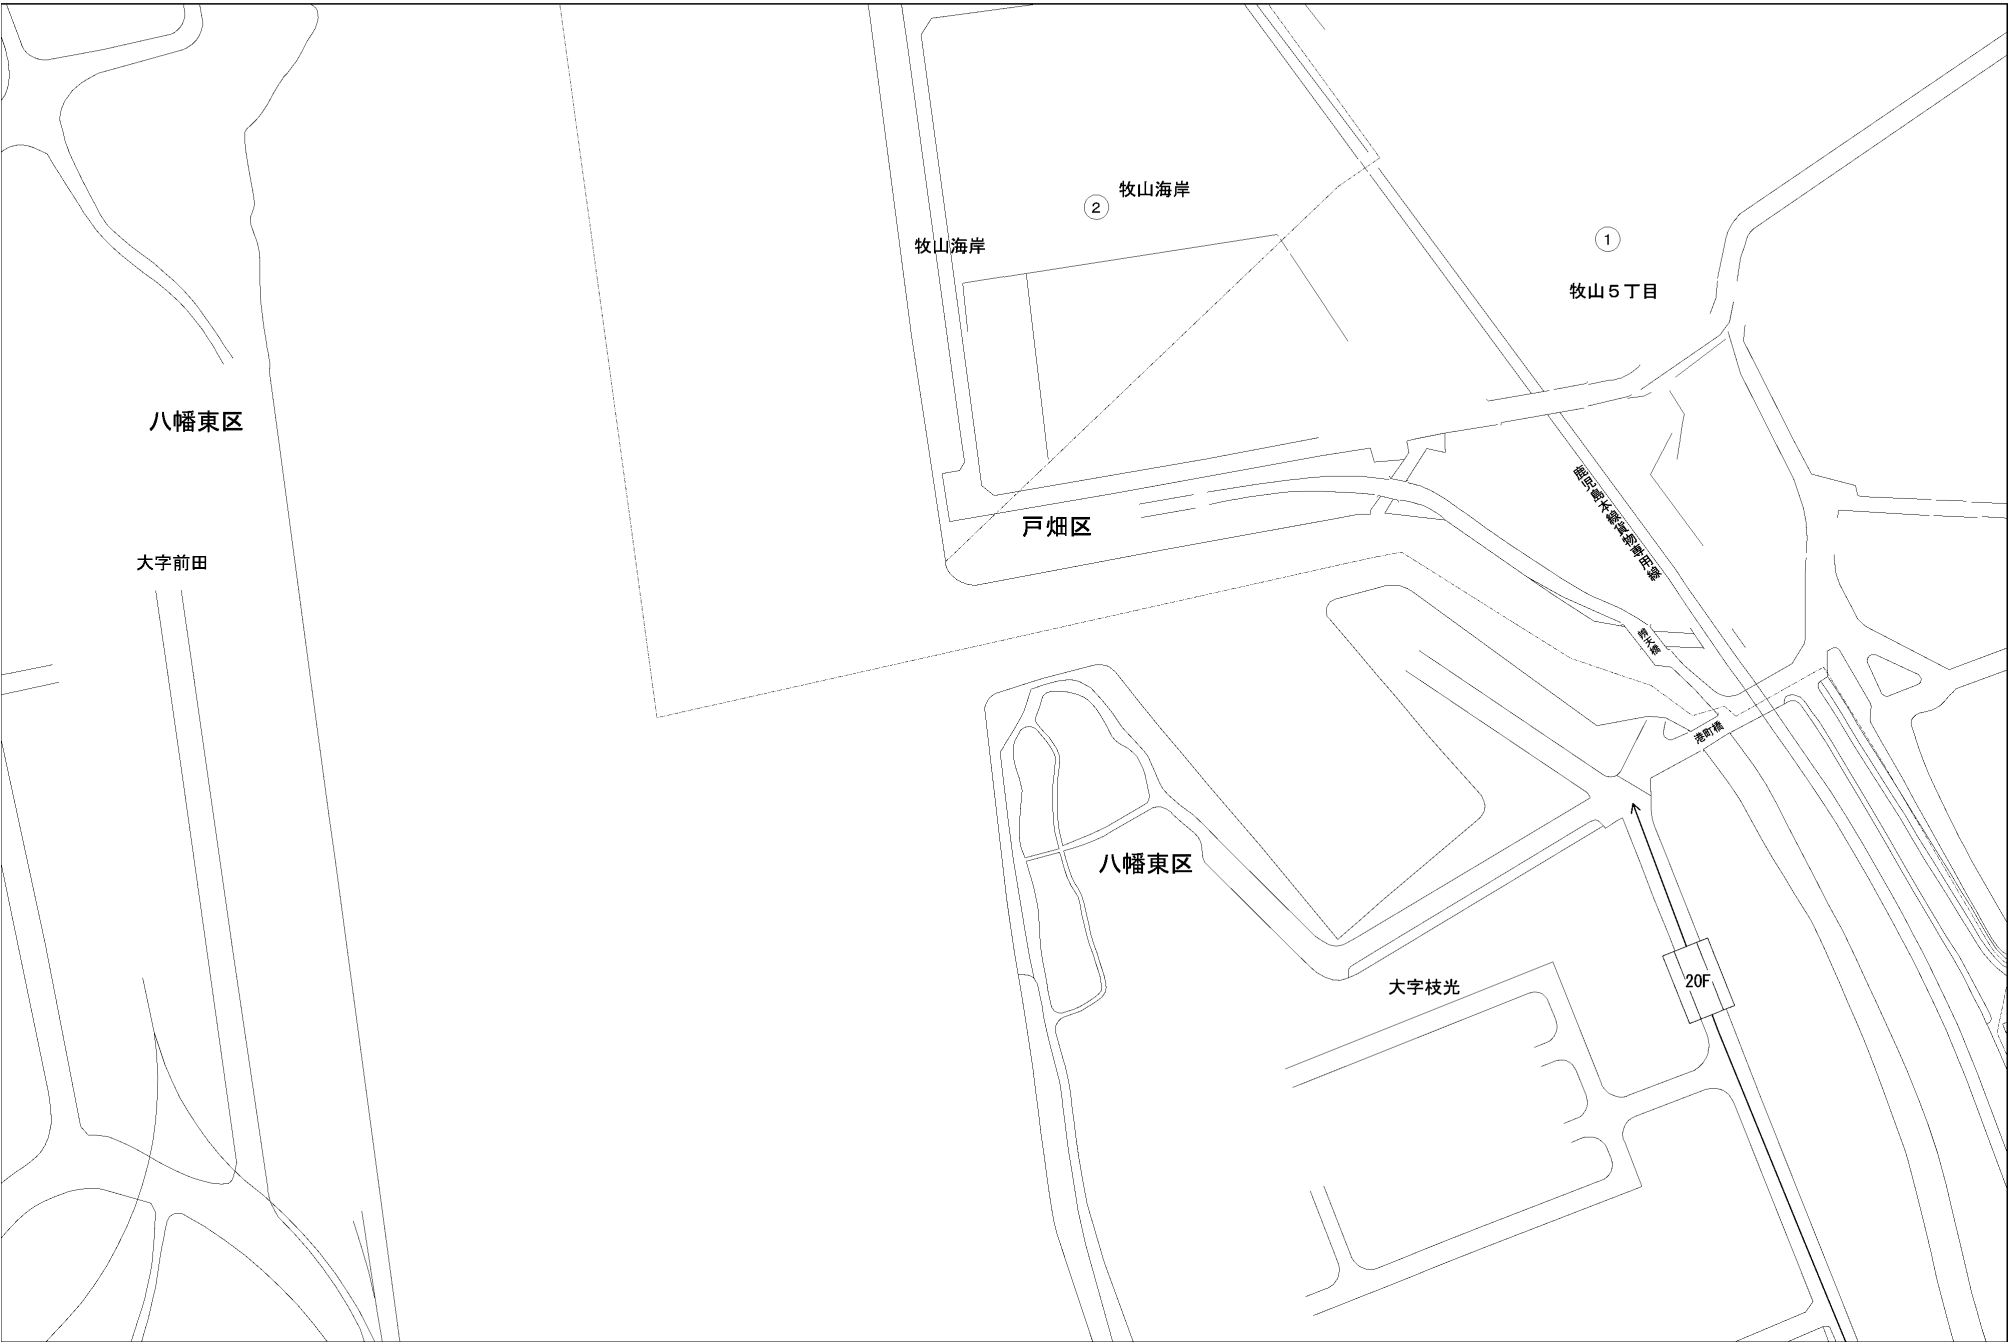 牧山海岸
②
牧山海岸
①
牧山５丁目
八幡東区
鹿児島本線貨物専用線
戸畑区
大字前田
港町橋
八幡東区
20F
大字枝光